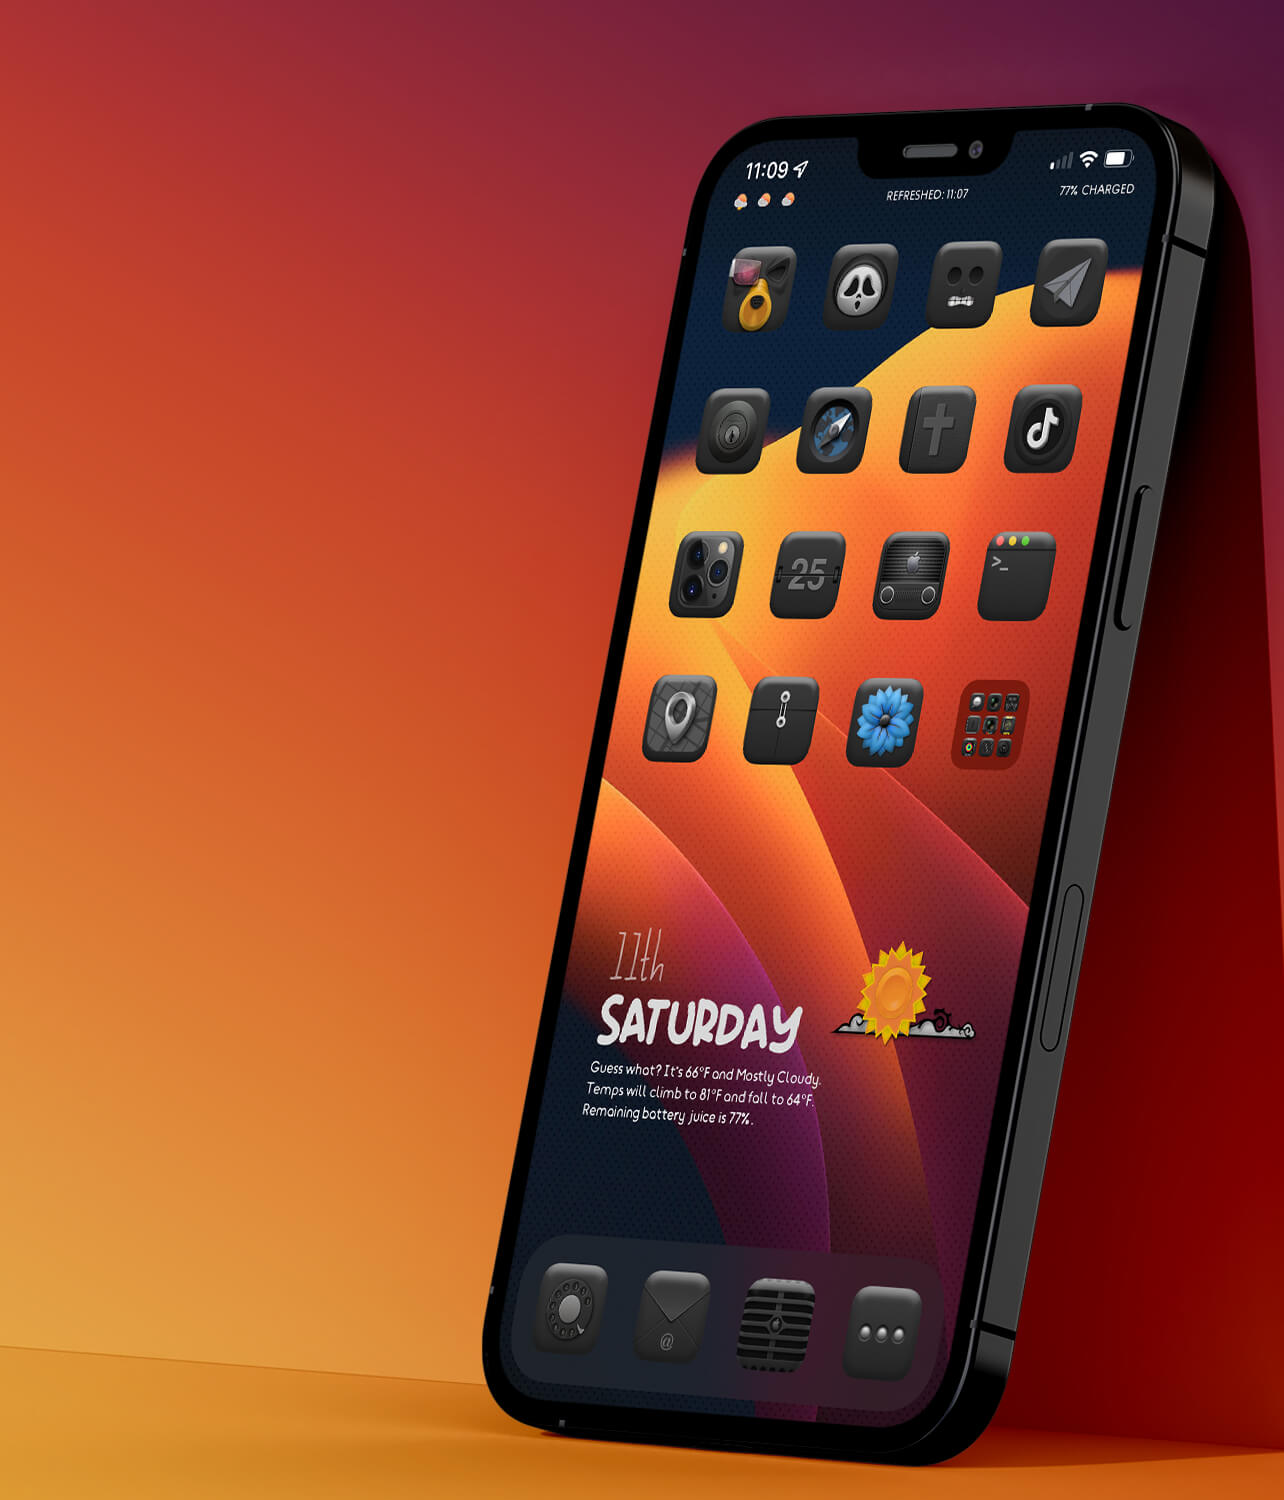 11:09
REFRESHED: 11:07
77% CHARGED
25
>_
11th
SATURDAY
Guess what? It's 66°F and Mostly Cloudy.
Temps will climb to 81°F and fall to 64°F.
Remaining battery juice is 77%.
@